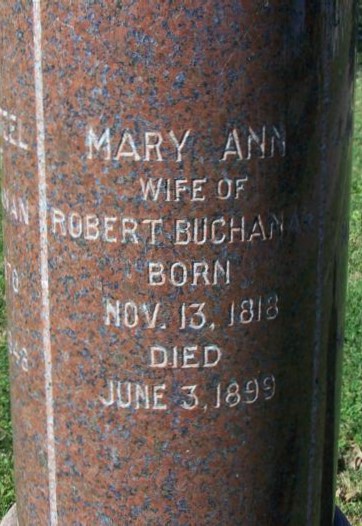 MARY ANN
WIFE OF
ROBERT BUCHANAN
BORN
NOV. 13, 1818
DIED
JUNE 3, 1899